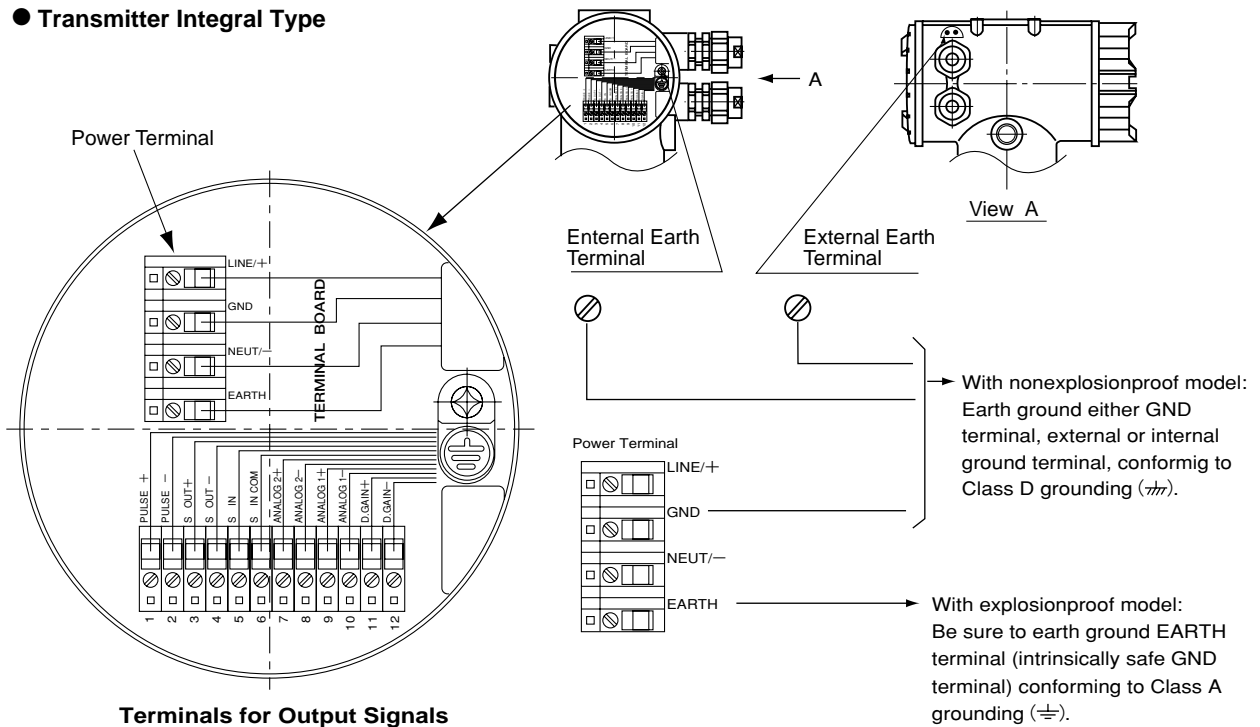 ● Transmitter Integral Type
A
Power Terminal
View A
Enternal Earth
Terminal
External Earth
Terminal
LINE/+
GND
NEUT/−
EARTH
TERMINAL BOARD
PULSE +
PULSE −
S OUT+
S OUT −
S IN
S IN COM
ANALOG 2+
ANALOG 2−
ANALOG 1+
ANALOG 1−
D.GAIN+
D.GAIN−
1
2
3
4
5
6
7
8
9
10
11
12
Terminals for Output Signals
Power Terminal
LINE/+
GND
NEUT/−
EARTH
With nonexplosionproof model:
Earth ground either GND
terminal, external or internal
ground terminal, conformig to
Class D grounding ( ).
With explosionproof model:
Be sure to earth ground EARTH
terminal (intrinsically safe GND
terminal) conforming to Class A
grounding (⏚).